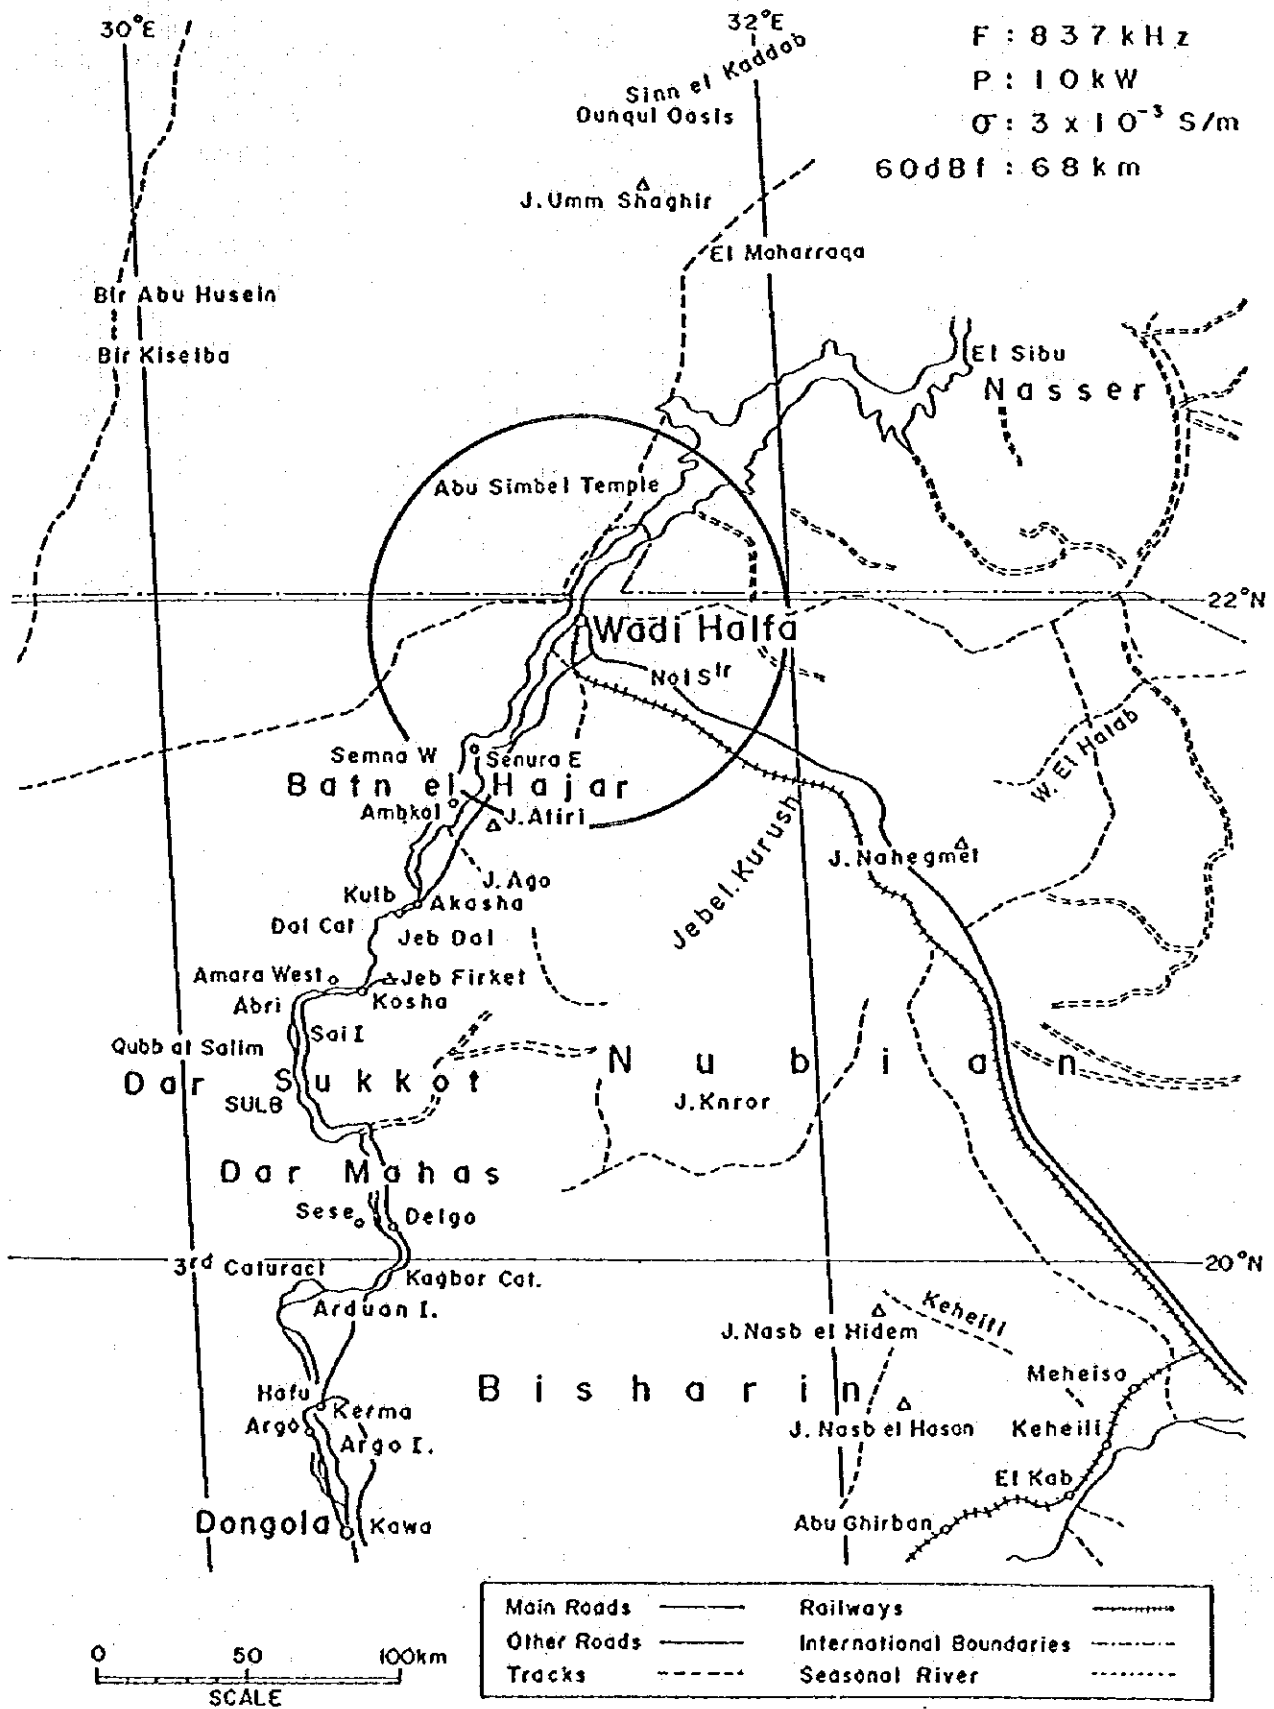 30°E
32°E
F : 837 kHz
P : 10 kW
σ : 3 x 10⁻³ S/m
60dBf : 68 km
Sinn el Kaddab
Dunqul Oasis
J. Umm Shaghir
El Maharraqa
Bir Abu Husein
Bir Kiseiba
El Sibu
Nasser
Abu Simbel Temple
22°N
Wadi Halfa
No1 Sᵗʳ
Semna W
Senura E
Batn el Hajar
Ambkol
J. Atiri
W. El Halab
J. Nahegmet
Jebel. Kurush
J. Ago
Kulb
Akasha
Dal Cat
Jeb Dal
Amara West
Jeb Firket
Abri
Kosha
Sai I
Qubb at Salim
Nubian
Dar Sukkot
SULB
J. Knror
Dar Mahas
Sese
Delgo
3rd Caturact
Kagbar Cat.
20°N
Arduan I.
Keheili
J. Nasb el Hidem
Bisharin
Meheisa
Hafu
Kerma
Argo
Argo I.
J. Nasb el Hasan
Keheili
El Kab
Dongola
Kawa
Abu Ghirban
Main Roads
Railways
Other Roads
International Boundaries
Tracks
Seasonal River
0 50 100km
SCALE